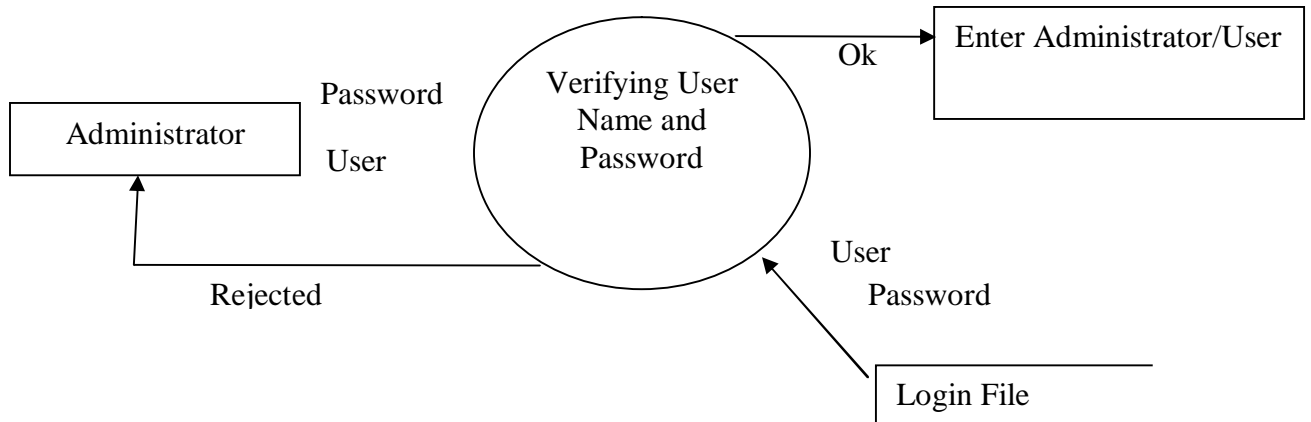 Enter Administrator/User
Ok
Verifying User
Name and
Password
Password
Administrator
User
User
Password
Rejected
Login File